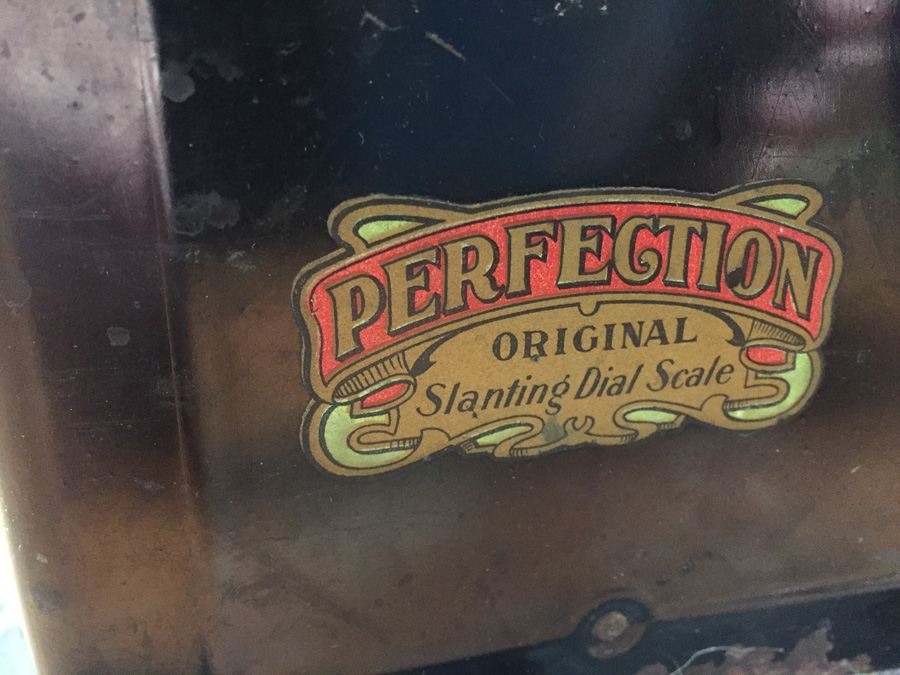 PERFECTION
ORIGINAL
Slanting Dial Scale